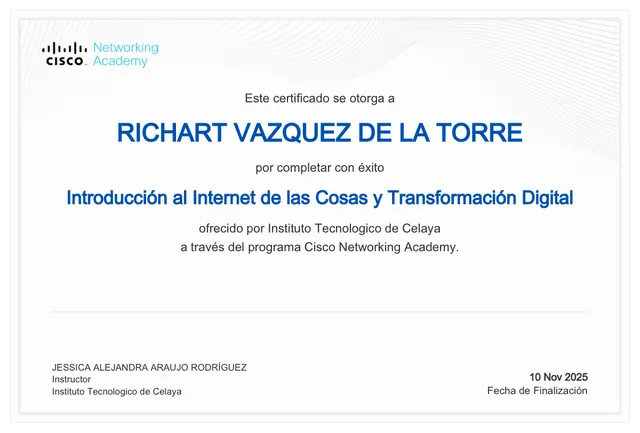 CISCO. Networking Academy
Este certificado se otorga a
RICHART VAZQUEZ DE LA TORRE
por completar con éxito
Introducción al Internet de las Cosas y Transformación Digital
ofrecido por Instituto Tecnologico de Celaya
a través del programa Cisco Networking Academy.
JESSICA ALEJANDRA ARAUJO RODRÍGUEZ
Instructor
Instituto Tecnologico de Celaya
10 Nov 2025
Fecha de Finalización